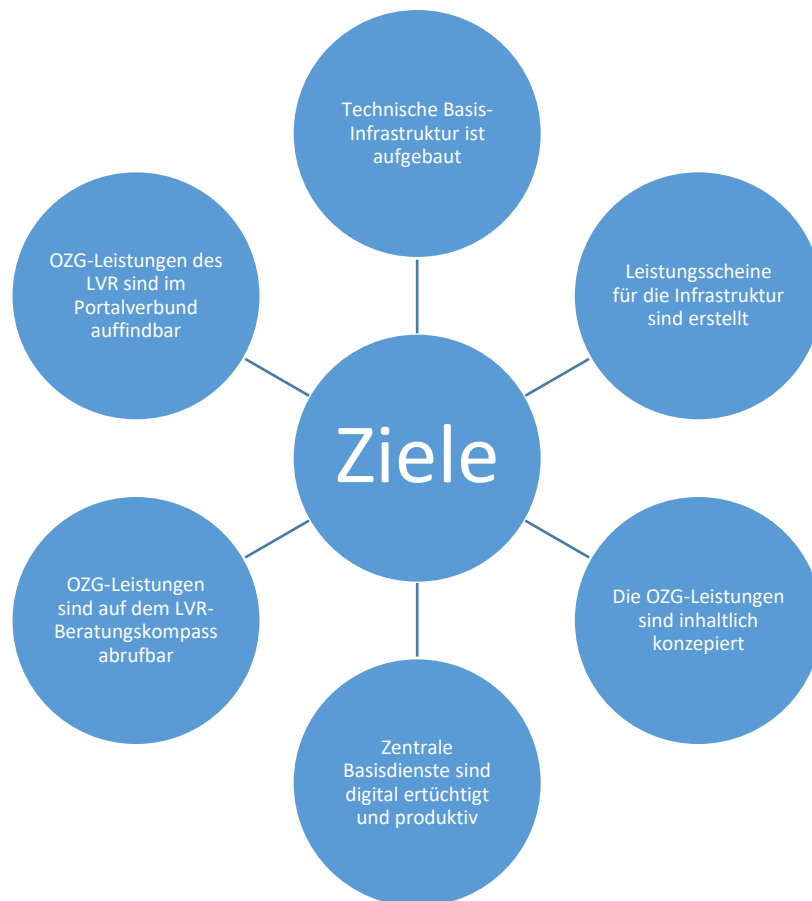 Technische Basis-
Infrastruktur ist
aufgebaut
Leistungsscheine
für die Infrastruktur
sind erstellt
Die OZG-Leistungen
sind inhaltlich
konzepiert
Zentrale
Basisdienste sind
digital ertüchtigt
und produktiv
OZG-Leistungen
sind auf dem LVR-
Beratungskompass
abrufbar
OZG-Leistungen des
LVR sind im
Portalverbund
auffindbar
Ziele